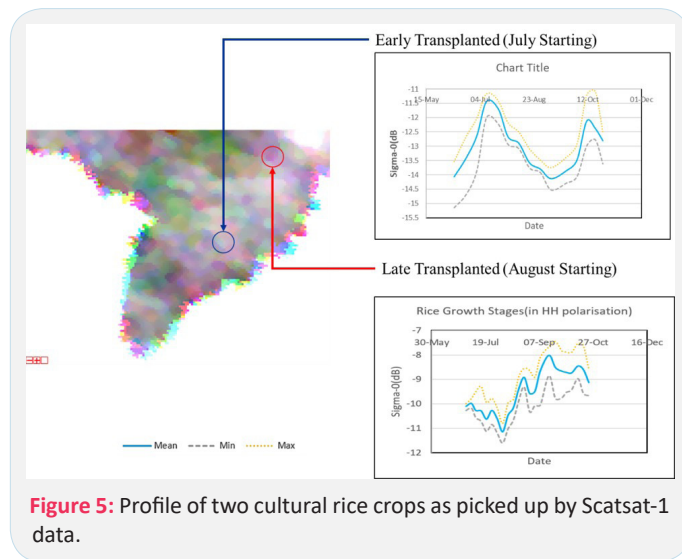 Early Transplanted (July Starting)
Chart Title
-11
15-May 04-Jul 23-Aug 12-Oct 01-Dec
-11.5
-12
-12.5
-13
-13.5
-14
-14.5
-15
-15.5
Sigma-0(dB
Date
Late Transplanted (August Starting)
Rice Growth Stages(in HH polarisation)
-7
30-May 19-Jul 07-Sep 27-Oct 16-Dec
-8
-9
-10
-11
-12
Sigma-0(dB)
Date
Mean Min Max
Figure 5: Profile of two cultural rice crops as picked up by Scatsat-1
data.